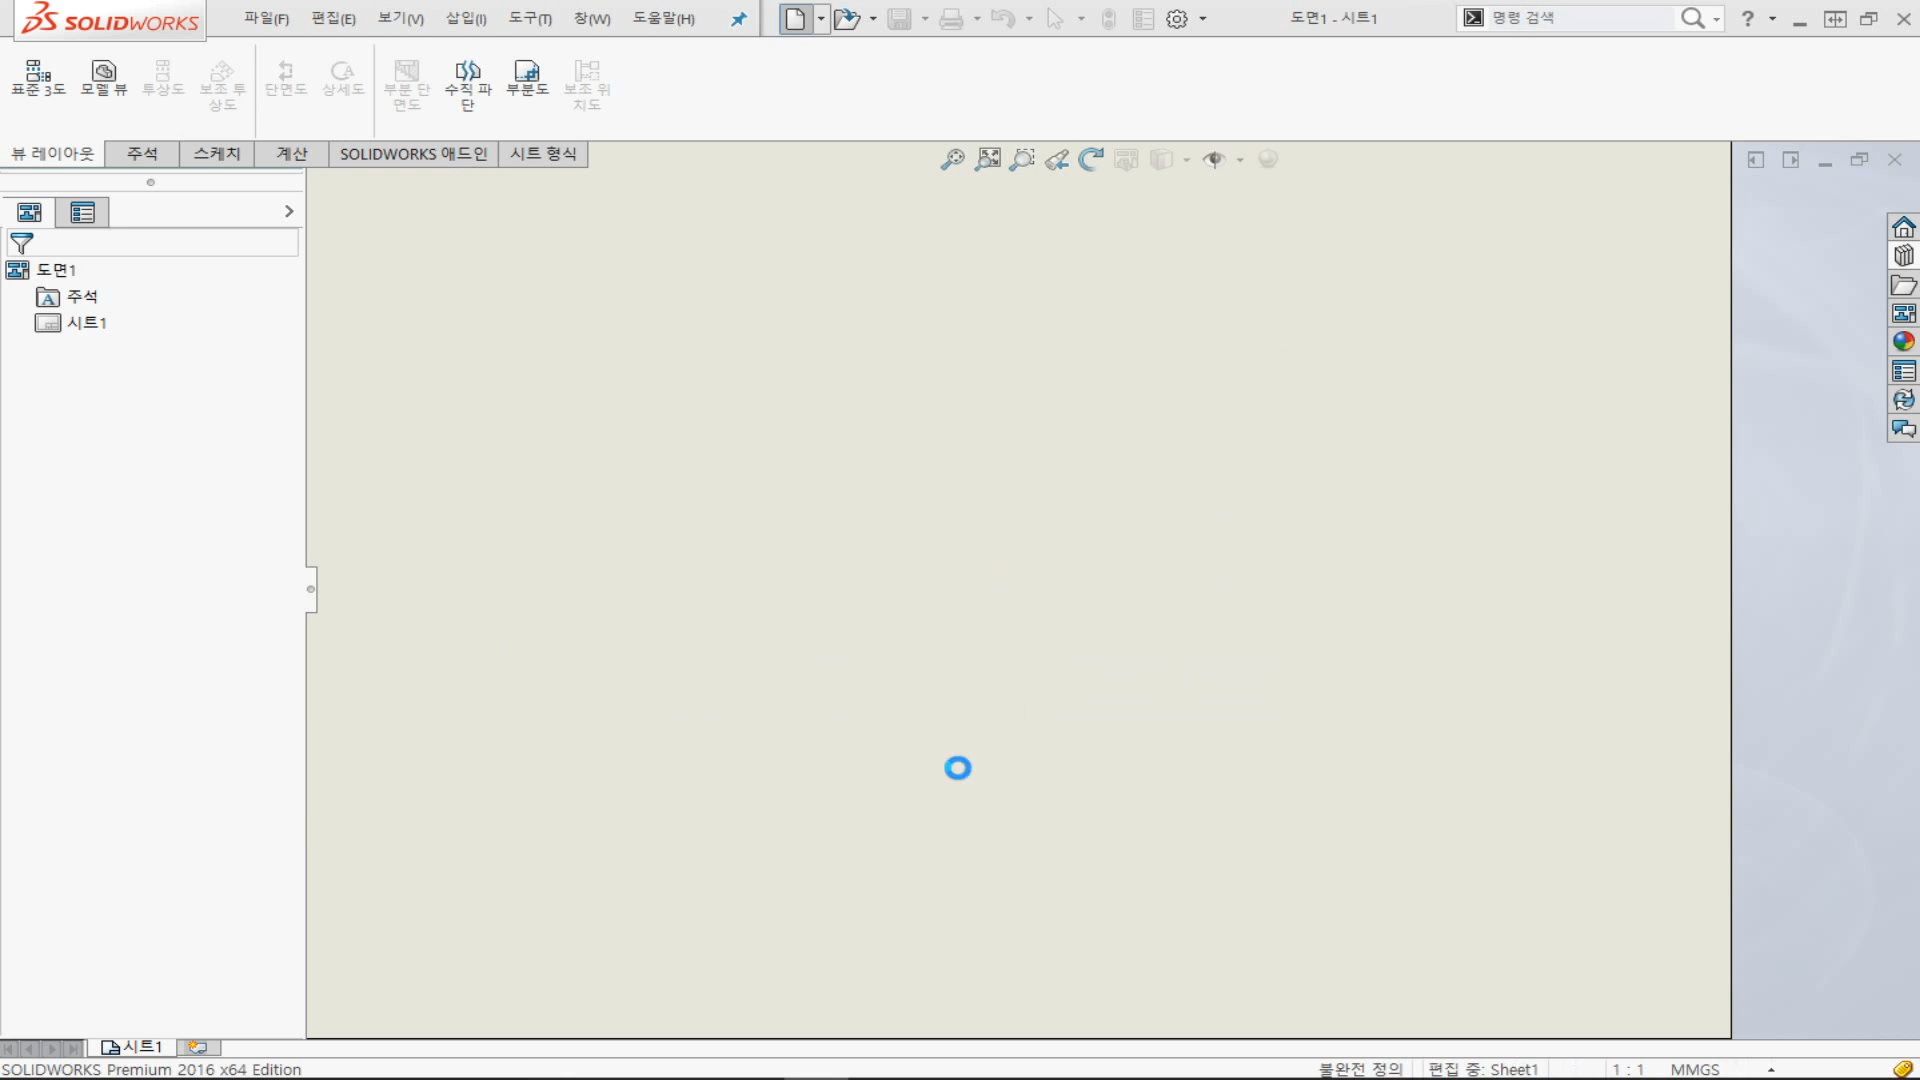 SOLIDWORKS 파일(F) 편집(E) 보기(V) 삽입(I) 도구(T) 창(W) 도움말(H) 도면1 - 시트1 명령 검색 ?
표준 3도 모델 뷰 투상도 보조 투상도 단면도 상세도 부분 단면도 수직 파단 부분도 보조 위치도
뷰 레이아웃 주석 스케치 계산 SOLIDWORKS 애드인 시트 형식
도면1
주석
시트1
시트1
SOLIDWORKS Premium 2016 x64 Edition 불완전 정의 편집 중: Sheet1 1 : 1 MMGS